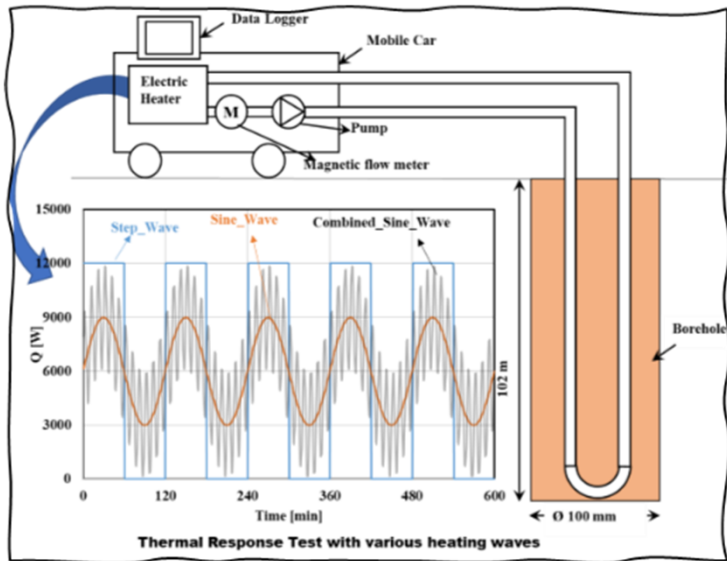 Data Logger
Mobile Car
Electric
Heater
M
Pump
Magnetic flow meter
15000
12000
9000
6000
3000
0
Q [W]
Step_Wave
Sine_Wave
Combined_Sine_Wave
0
120
240
360
480
600
Time [min]
102 m
Borehole
Ø 100 mm
Thermal Response Test with various heating waves